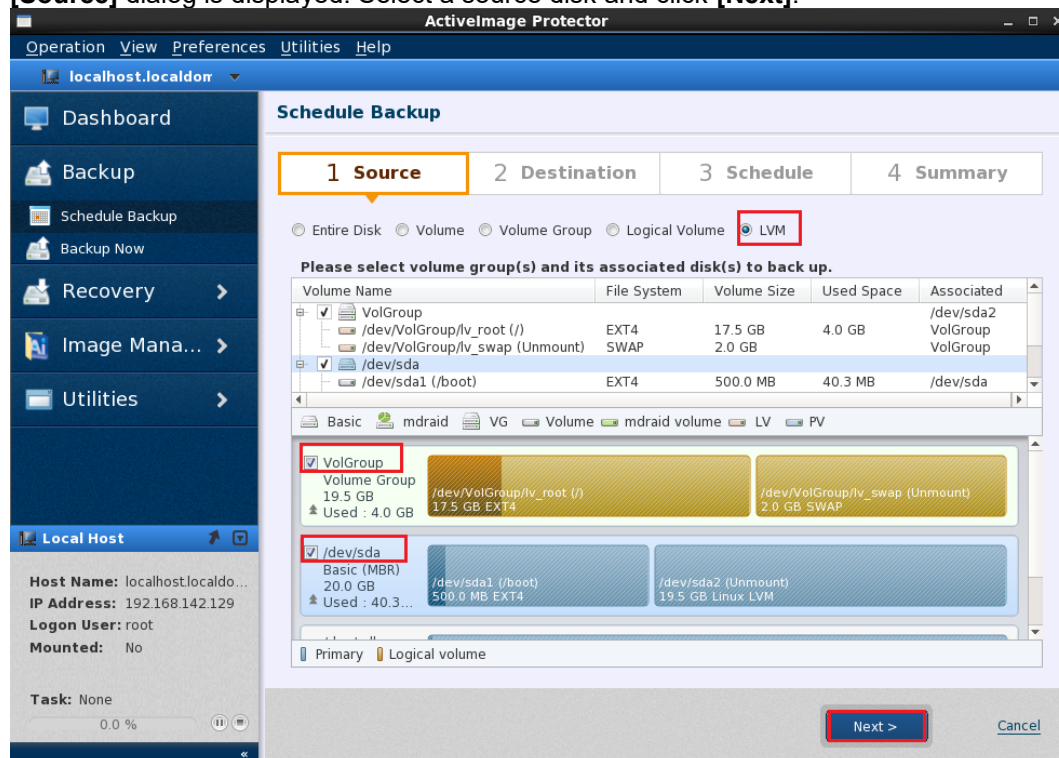 [Source] dialog is displayed. Select a source disk and click [Next].
ActiveImage Protector
Operation View Preferences Utilities Help
localhost.localdom
Dashboard
Backup
Schedule Backup
Backup Now
Recovery
Image Mana...
Utilities
Local Host
Host Name: localhost.localdo...
IP Address: 192.168.142.129
Logon User: root
Mounted: No
Task: None
0.0 %
«
Schedule Backup
1 Source 2 Destination 3 Schedule 4 Summary
Entire Disk Volume Volume Group Logical Volume LVM
Please select volume group(s) and its associated disk(s) to back up.
Volume Name File System Volume Size Used Space Associated
VolGroup /dev/sda2
/dev/VolGroup/lv_root (/) EXT4 17.5 GB 4.0 GB VolGroup
/dev/VolGroup/lv_swap (Unmount) SWAP 2.0 GB VolGroup
/dev/sda
/dev/sda1 (/boot) EXT4 500.0 MB 40.3 MB /dev/sda
Basic mdraid VG Volume mdraid volume LV PV
VolGroup
Volume Group
19.5 GB
Used : 4.0 GB
/dev/VolGroup/lv_root (/)
17.5 GB EXT4
/dev/VolGroup/lv_swap (Unmount)
2.0 GB SWAP
/dev/sda
Basic (MBR)
20.0 GB
Used : 40.3...
/dev/sda1 (/boot)
500.0 MB EXT4
/dev/sda2 (Unmount)
19.5 GB Linux LVM
Primary Logical volume
Next > Cancel